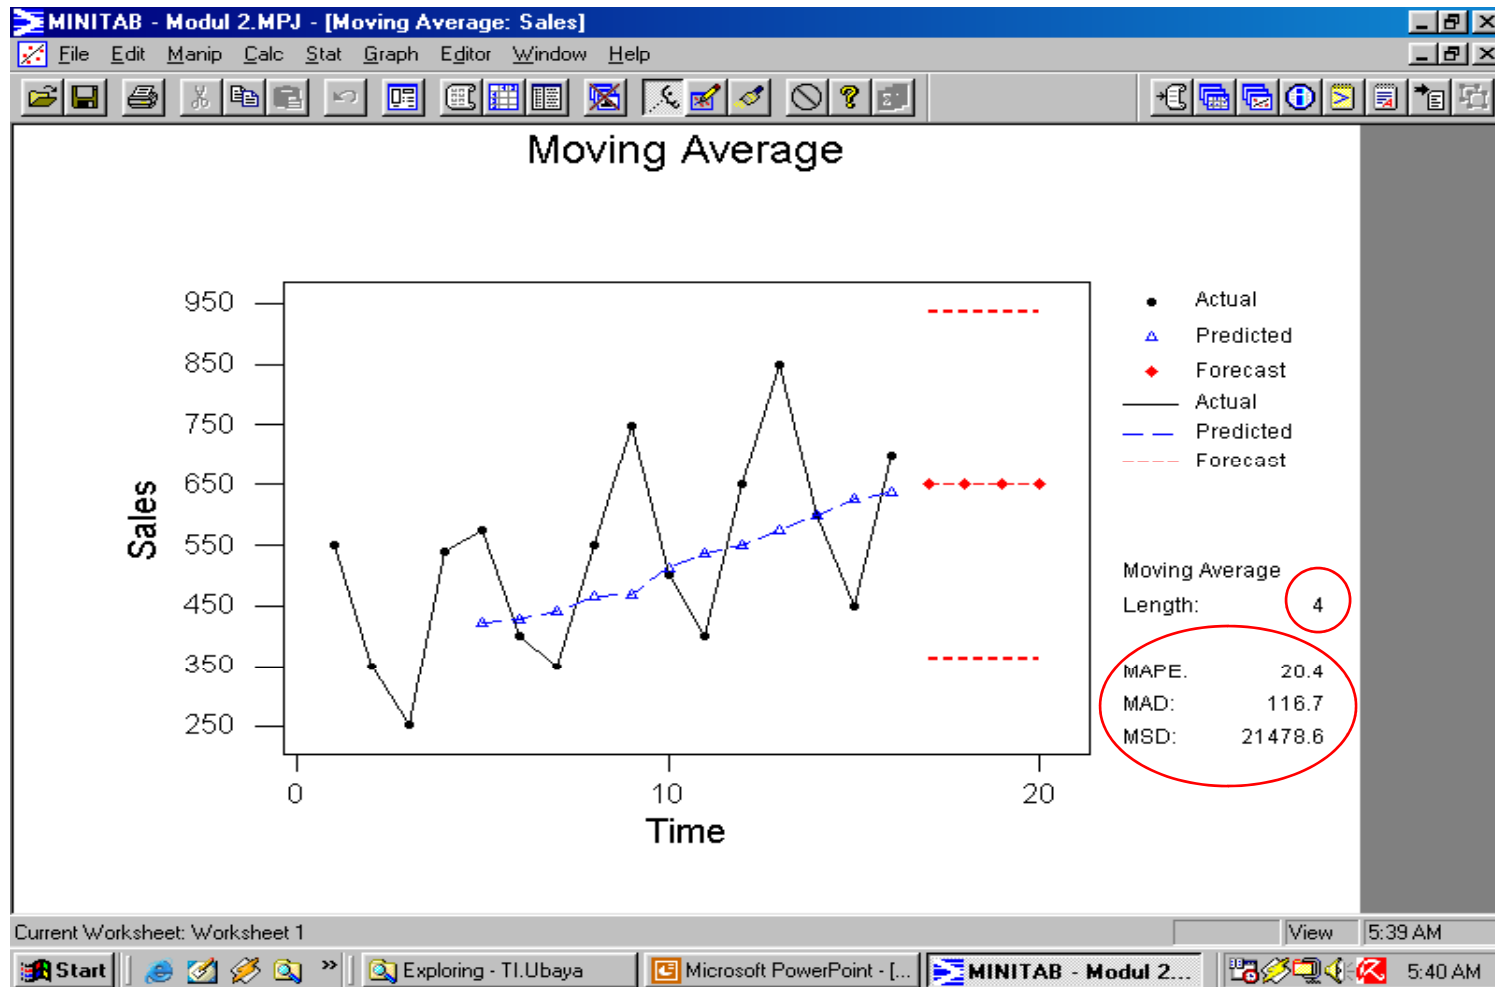 MINITAB - Modul 2.MPJ - [Moving Average: Sales]
File Edit Manip Calc Stat Graph Editor Window Help
Moving Average
950
850
750
650
550
450
350
250
Sales
0 10 20
Time
Actual
Predicted
Forecast
Actual
Predicted
Forecast
Moving Average
Length: 4
MAPE: 20.4
MAD: 116.7
MSD: 21478.6
Current Worksheet: Worksheet 1 View 5:39 AM
Start » Exploring - TI.Ubaya Microsoft PowerPoint - [... MINITAB - Modul 2... 5:40 AM